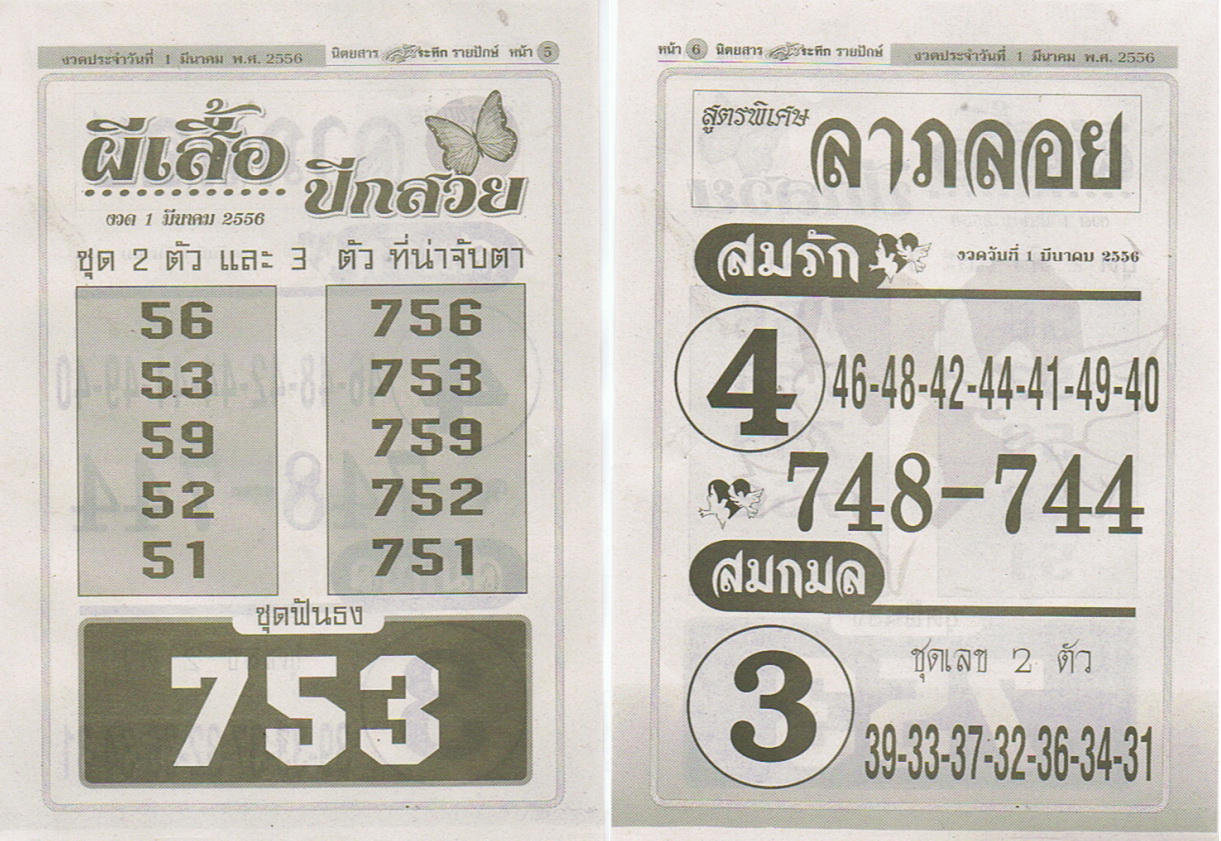 งวดประจำวันที่ 1 มีนาคม พ.ศ. 2556 นิตยสาร ระทึก รายปักษ์ หน้า 5
ผีเสื้อ
ปีกสวย
งวด 1 มีนาคม 2556
ชุด 2 ตัว และ 3 ตัว ที่น่าจับตา
56 756
53 753
59 759
52 752
51 751
ชุดฟันธง
753
หน้า 6 นิตยสาร ระทึก รายปักษ์ งวดประจำวันที่ 1 มีนาคม พ.ศ. 2556
สูตรพิเศษ ลาภลอย
สมรัก งวดวันที่ 1 มีนาคม 2556
4 46-48-42-44-41-49-40
748-744
สมกมล
ชุดเลข 2 ตัว
3 39-33-37-32-36-34-31